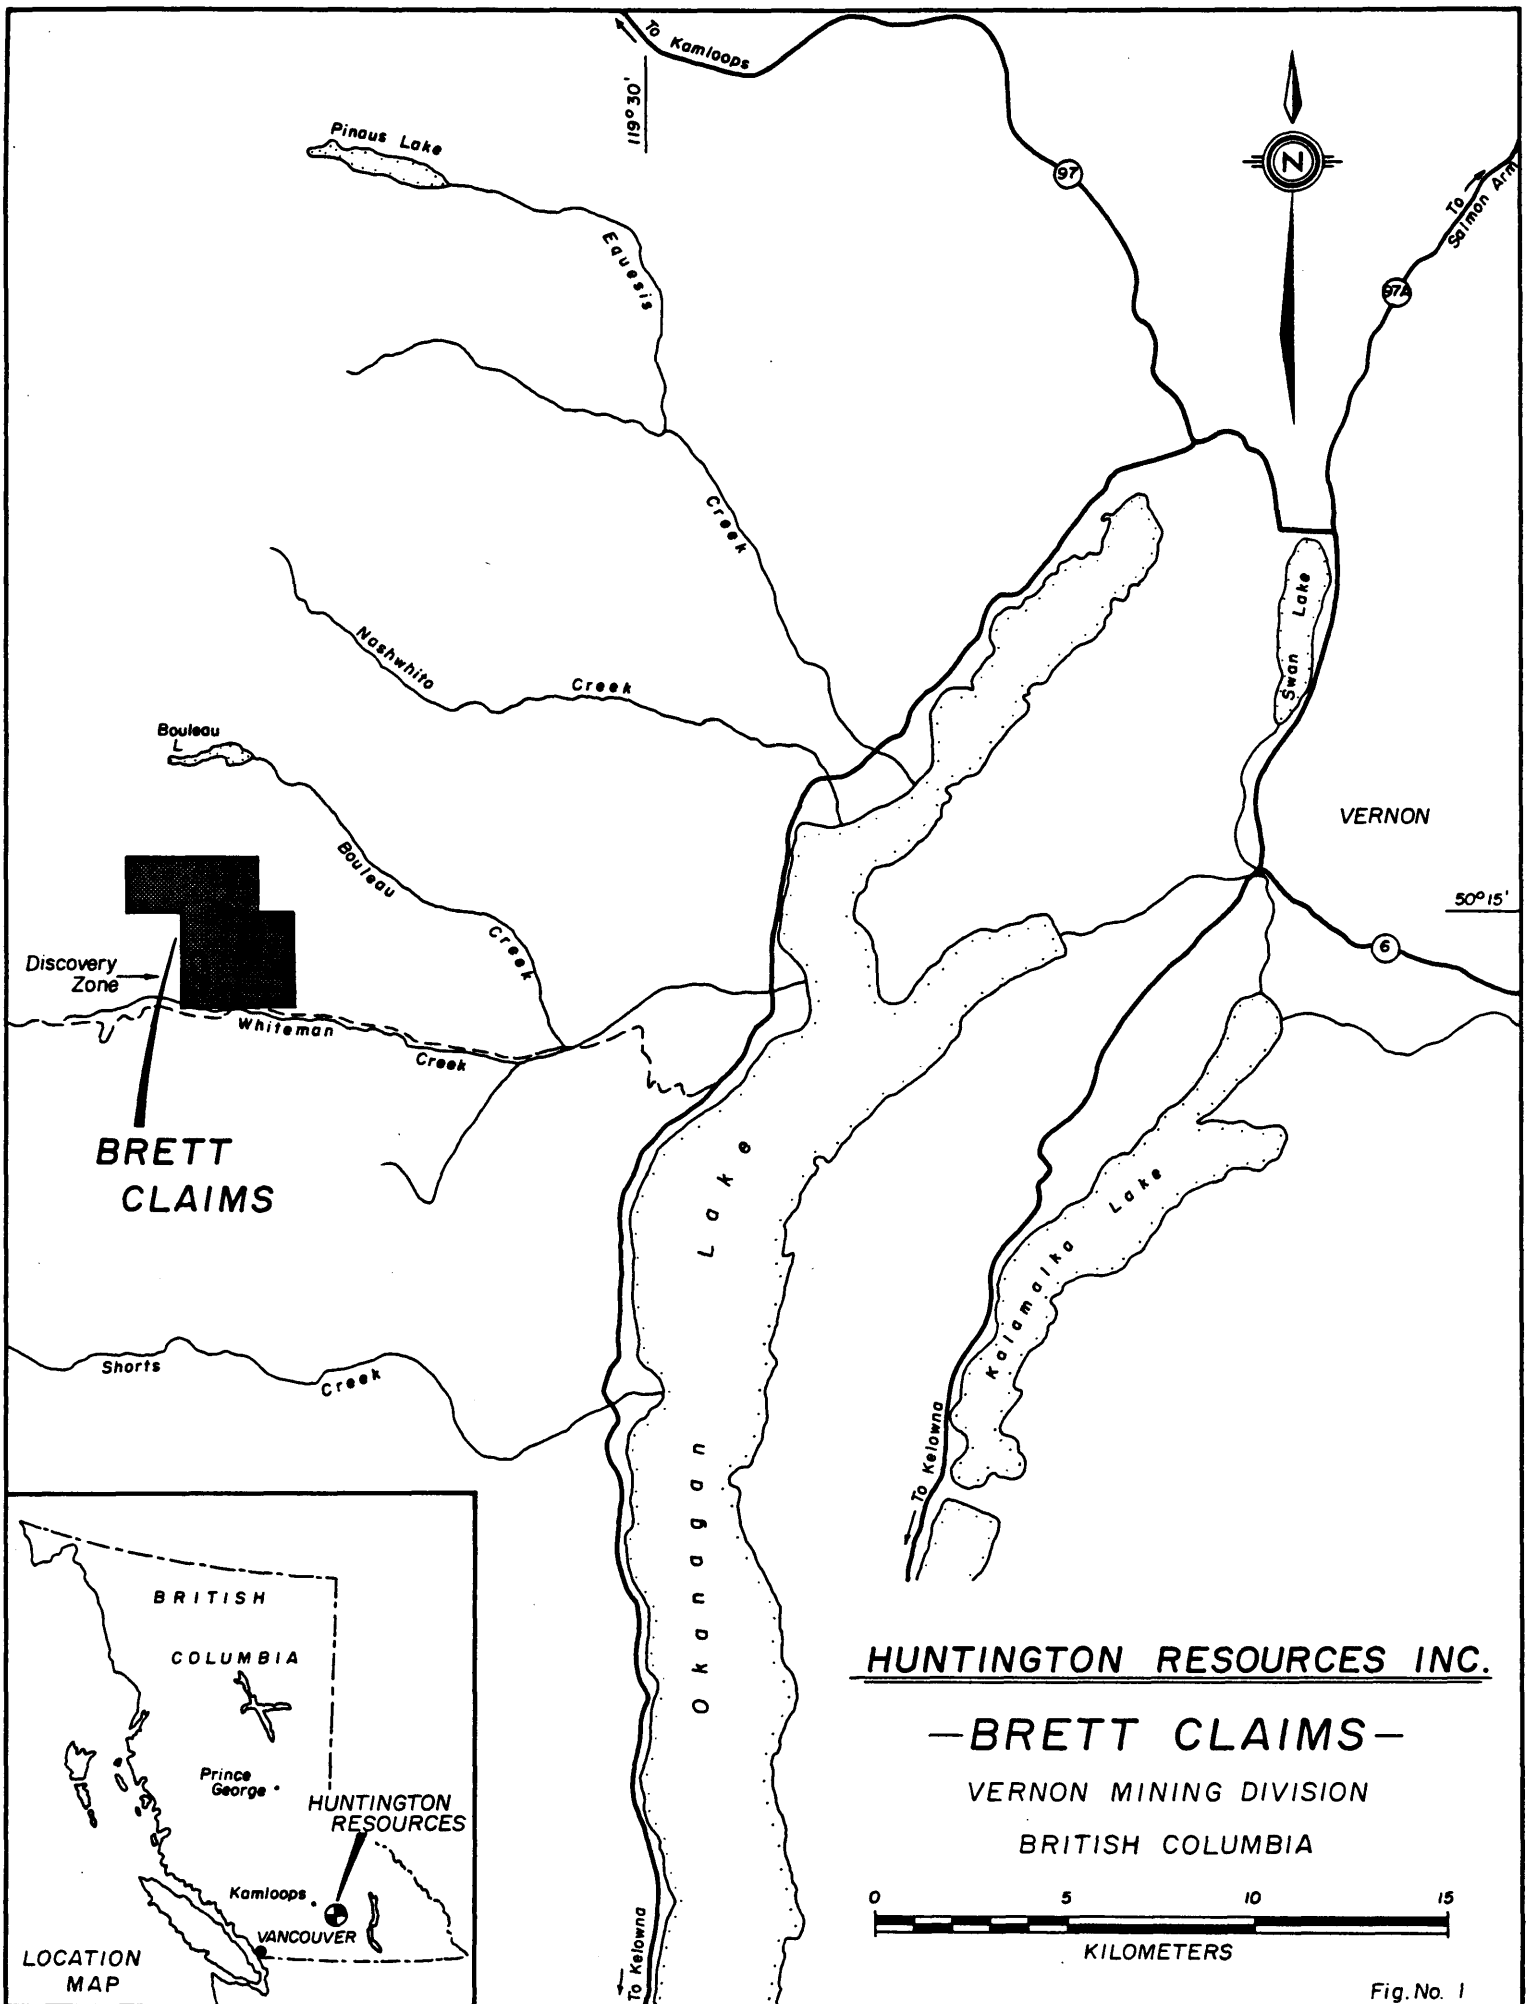 To Kamloops
119° 30'
Pinaus Lake
97
N
To
Salmon Arm
Equesis
97A
Creek
Swan Lake
Nashwhito
Creek
Bouleau
L
VERNON
Bouleau
Creek
50° 15'
6
Discovery
Zone
Whiteman
Creek
BRETT
CLAIMS
Okanagan Lake
Kalamalka Lake
Shorts
Creek
To Kelowna
BRITISH
COLUMBIA
Prince
George
HUNTINGTON
RESOURCES
Kamloops
VANCOUVER
LOCATION
MAP
To Kelowna
HUNTINGTON RESOURCES INC.
—BRETT CLAIMS—
VERNON MINING DIVISION
BRITISH COLUMBIA
0 5 10 15
KILOMETERS
Fig. No. 1